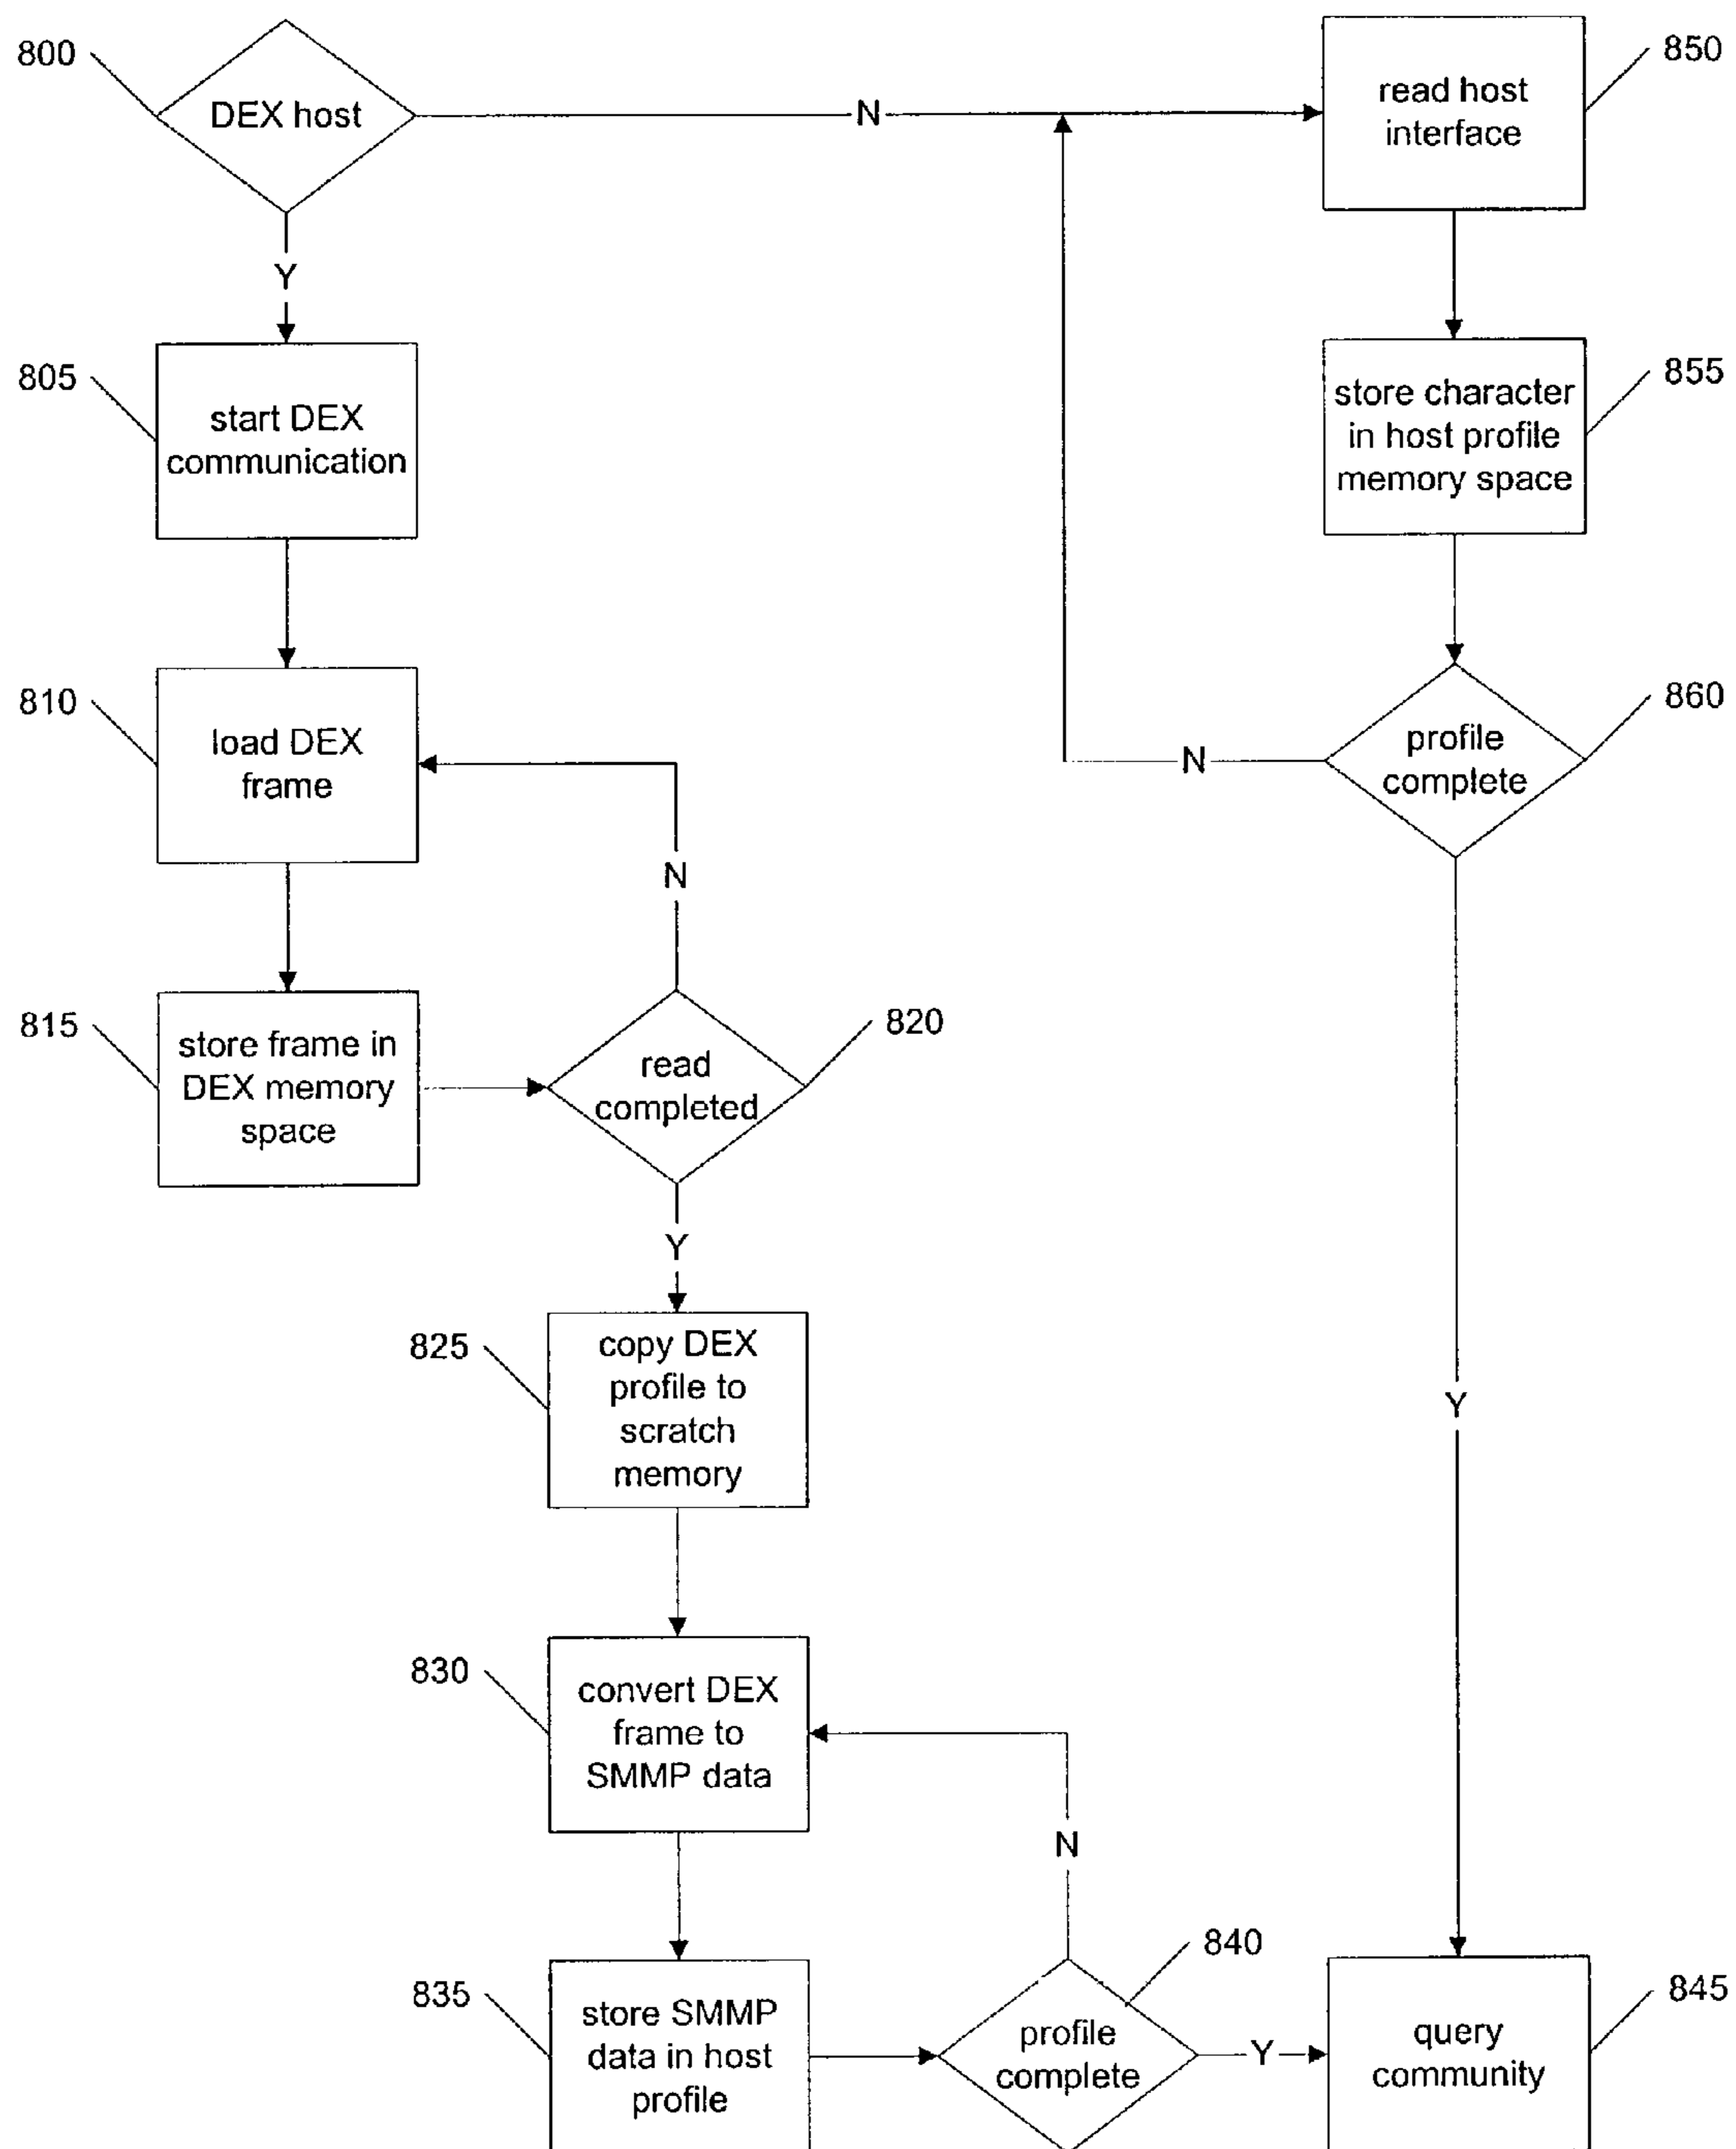 800
DEX host
N
850
read host
interface
Y
805
start DEX
communication
855
store character
in host profile
memory space
810
load DEX
frame
N
860
profile
complete
N
815
store frame in
DEX memory
space
820
read
completed
Y
825
copy DEX
profile to
scratch
memory
Y
830
convert DEX
frame to
SMMP data
N
835
store SMMP
data in host
profile
840
profile
complete
Y
845
query
community